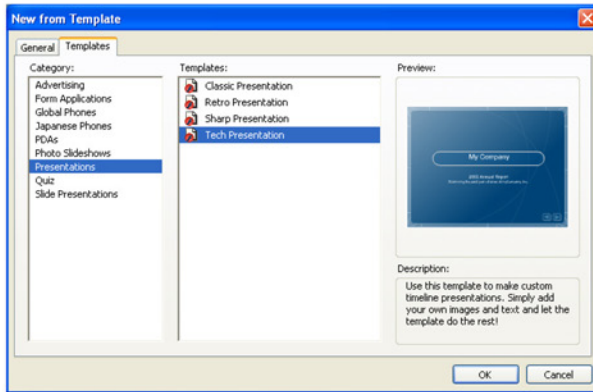 New from Template
General Templates
Category:
Advertising
Form Applications
Global Phones
Japanese Phones
PDAs
Photo Slideshows
Presentations
Quiz
Slide Presentations
Templates:
Classic Presentation
Retro Presentation
Sharp Presentation
Tech Presentation
Preview:
My Company
Annual Report
Description:
Use this template to make custom
timeline presentations. Simply add
your own images and text and let the
template do the rest!
OK Cancel